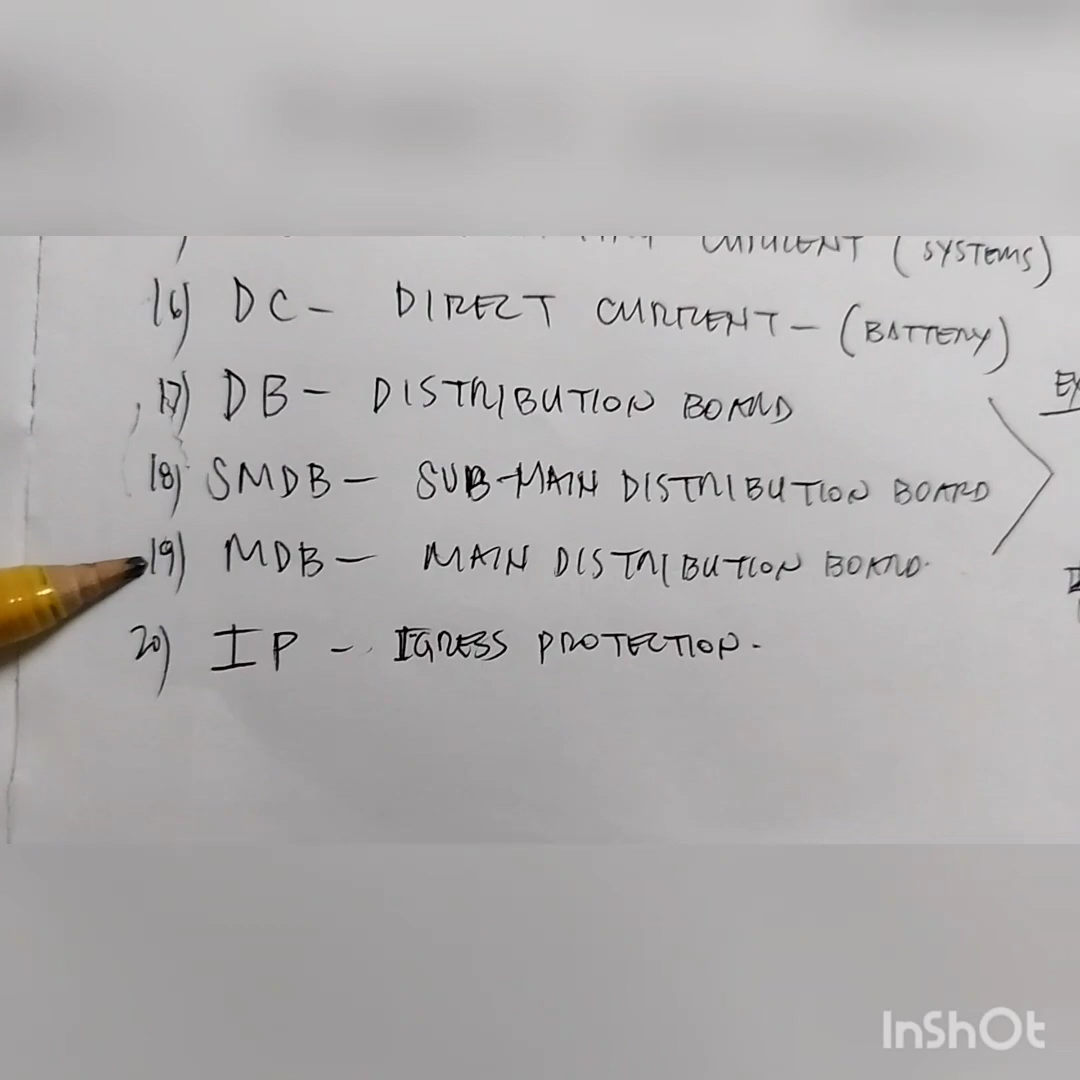 CURRENT (SYSTEMS)
16) DC - DIRECT CURRENT - (BATTERY)
17) DB - DISTRIBUTION BOARD
18) SMDB - SUB-MAIN DISTRIBUTION BOARD
19) MDB - MAIN DISTRIBUTION BOARD.
20) IP - IGRESS PROTECTION.
InShOt